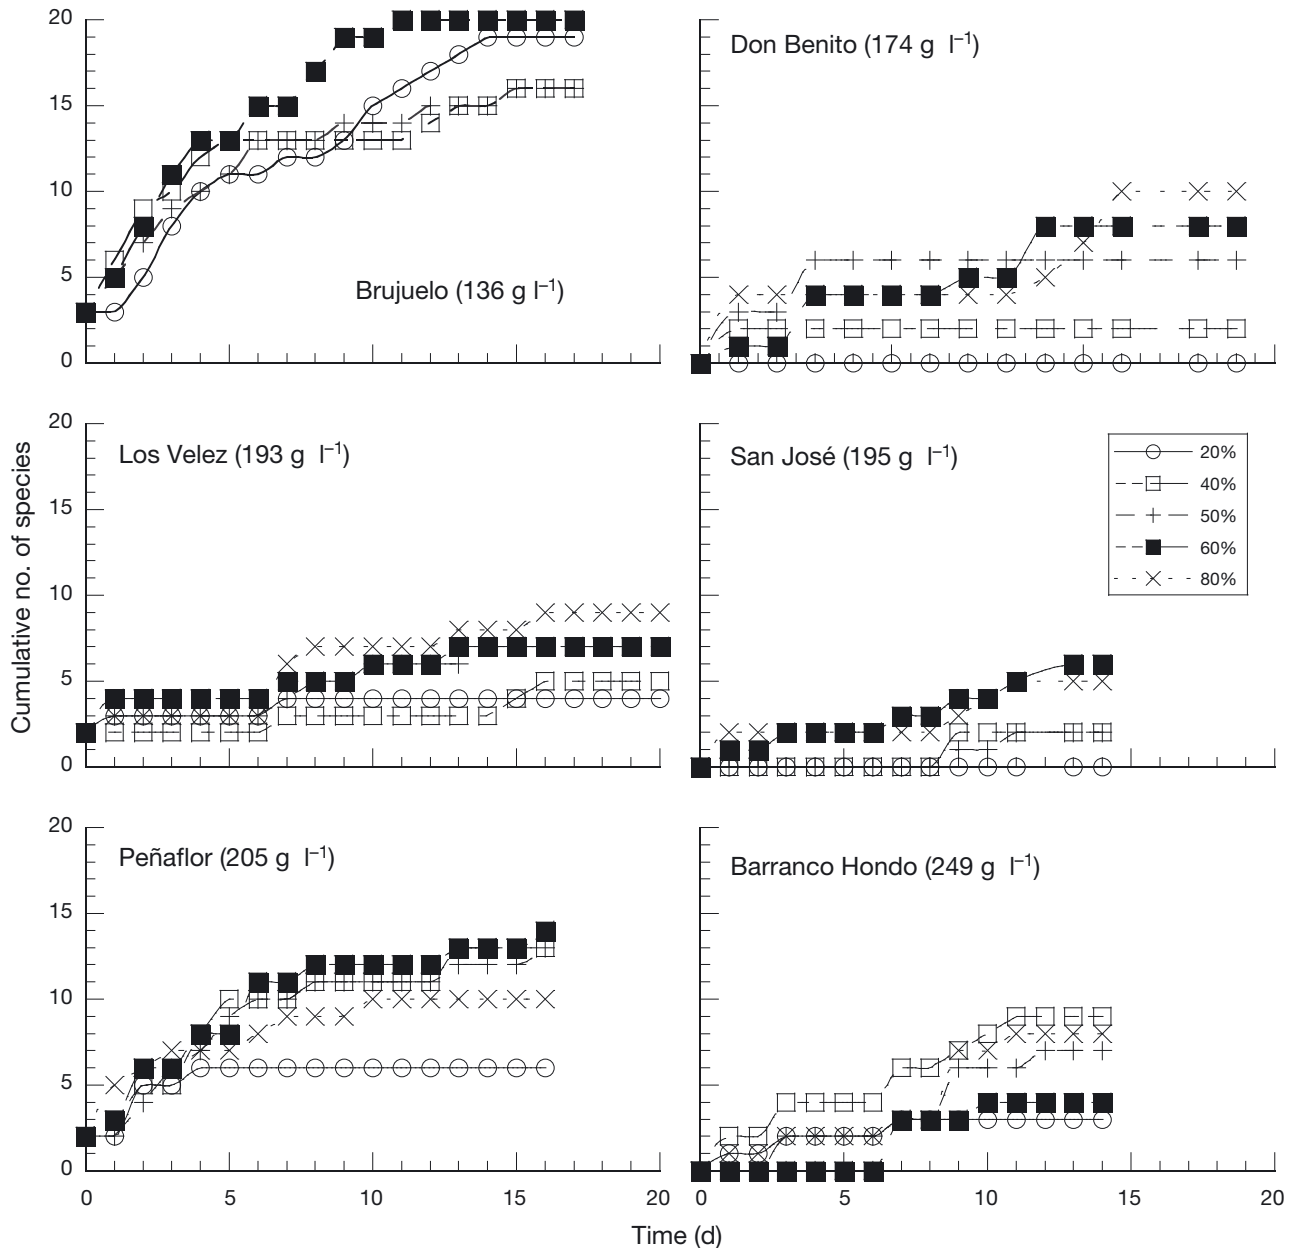 20
15
10
5
0
Brujuelo (136 g l–1)
Don Benito (174 g l–1)
Cumulative no. of species
20
15
10
5
0
Los Velez (193 g l–1)
San José (195 g l–1)
20%
40%
50%
60%
80%
20
15
10
5
0
Peñaflor (205 g l–1)
Barranco Hondo (249 g l–1)
0 5 10 15 20
0 5 10 15 20
Time (d)